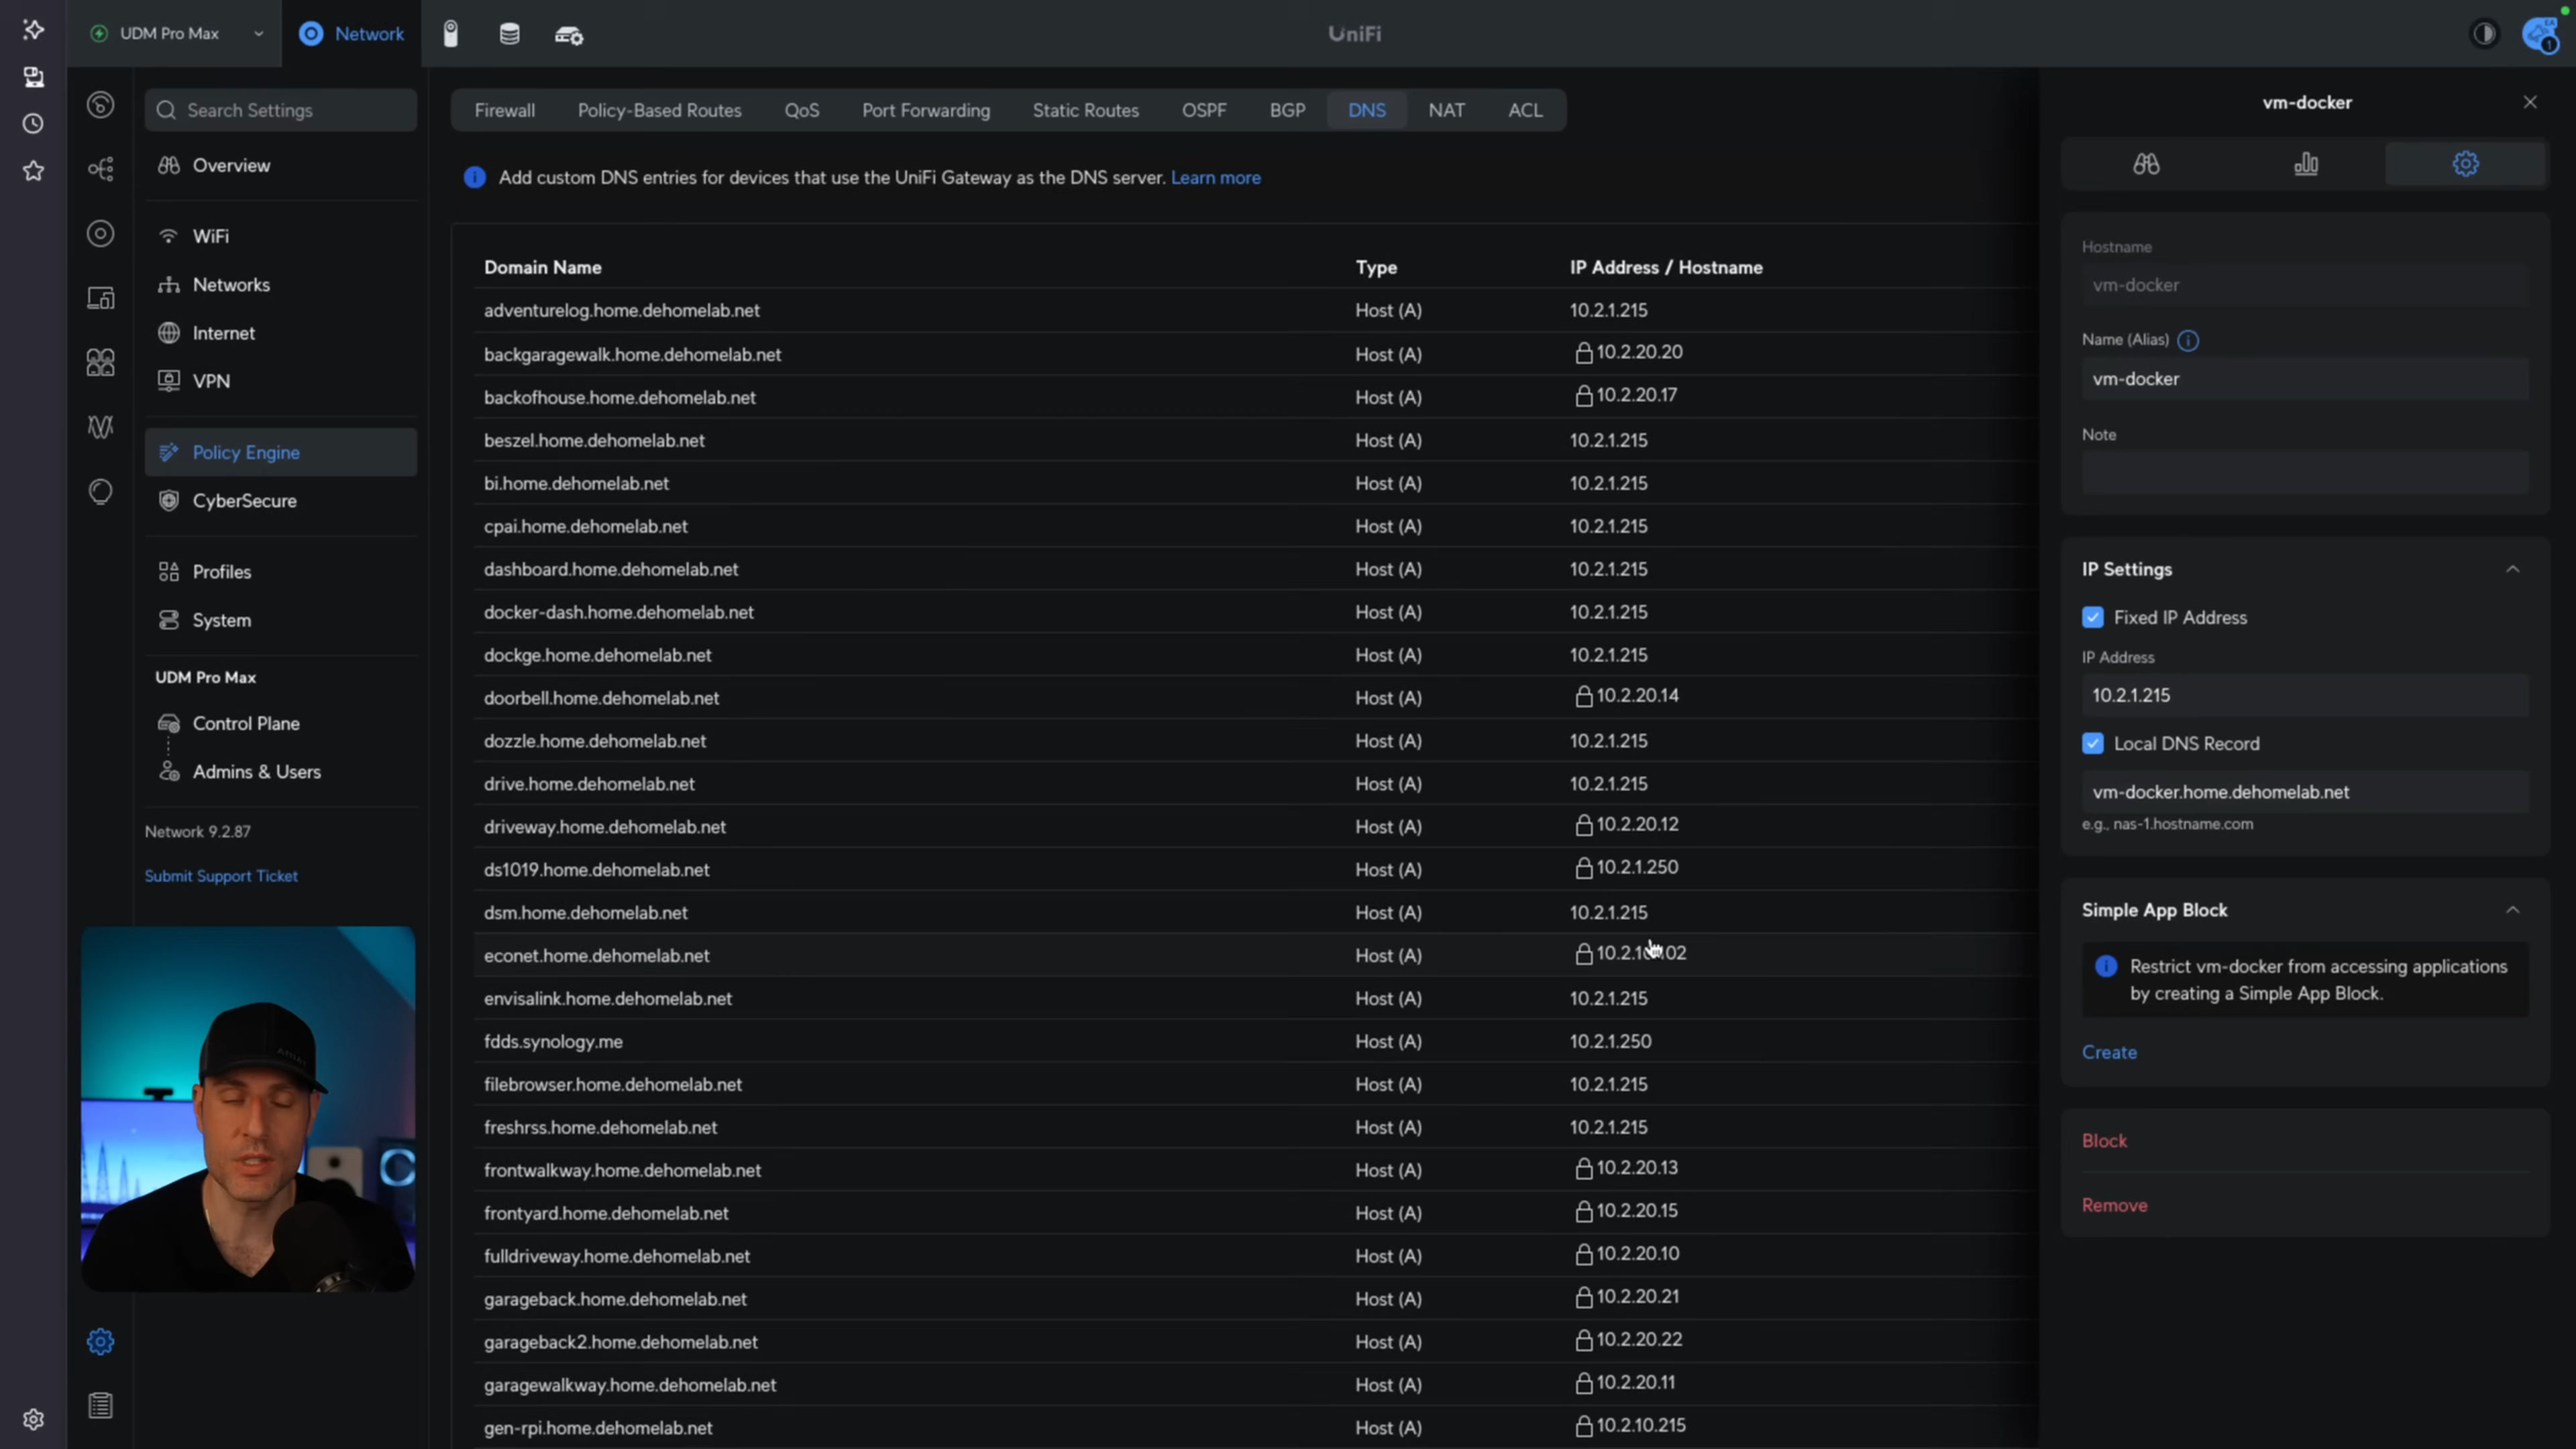 UDM Pro Max
Network
UniFi
Search Settings
Overview
WiFi
Networks
Internet
VPN
Policy Engine
CyberSecure
Profiles
System
UDM Pro Max
Control Plane
Admins & Users
Network 9.2.87
Submit Support Ticket
Firewall Policy-Based Routes QoS Port Forwarding Static Routes OSPF BGP DNS NAT ACL
Add custom DNS entries for devices that use the UniFi Gateway as the DNS server. Learn more
Domain Name Type IP Address / Hostname
adventurelog.home.dehomelab.net Host (A) 10.2.1.215
backgaragewalk.home.dehomelab.net Host (A) 10.2.20.20
backofhouse.home.dehomelab.net Host (A) 10.2.20.17
beszel.home.dehomelab.net Host (A) 10.2.1.215
bi.home.dehomelab.net Host (A) 10.2.1.215
cpai.home.dehomelab.net Host (A) 10.2.1.215
dashboard.home.dehomelab.net Host (A) 10.2.1.215
docker-dash.home.dehomelab.net Host (A) 10.2.1.215
dockge.home.dehomelab.net Host (A) 10.2.1.215
doorbell.home.dehomelab.net Host (A) 10.2.20.14
dozzle.home.dehomelab.net Host (A) 10.2.1.215
drive.home.dehomelab.net Host (A) 10.2.1.215
driveway.home.dehomelab.net Host (A) 10.2.20.12
ds1019.home.dehomelab.net Host (A) 10.2.1.250
dsm.home.dehomelab.net Host (A) 10.2.1.215
econet.home.dehomelab.net Host (A)
envisalink.home.dehomelab.net Host (A) 10.2.1.215
fdds.synology.me Host (A) 10.2.1.250
filebrowser.home.dehomelab.net Host (A) 10.2.1.215
freshrss.home.dehomelab.net Host (A) 10.2.1.215
frontwalkway.home.dehomelab.net Host (A) 10.2.20.13
frontyard.home.dehomelab.net Host (A) 10.2.20.15
fulldriveway.home.dehomelab.net Host (A) 10.2.20.10
garageback.home.dehomelab.net Host (A) 10.2.20.21
garageback2.home.dehomelab.net Host (A) 10.2.20.22
garagewalkway.home.dehomelab.net Host (A) 10.2.20.11
gen-rpi.home.dehomelab.net Host (A) 10.2.10.215
vm-docker
Hostname
vm-docker
Name (Alias)
vm-docker
Note
IP Settings
Fixed IP Address
IP Address
10.2.1.215
Local DNS Record
vm-docker.home.dehomelab.net
e.g., nas-1.hostname.com
Simple App Block
Restrict vm-docker from accessing applications
by creating a Simple App Block.
Create
Block
Remove